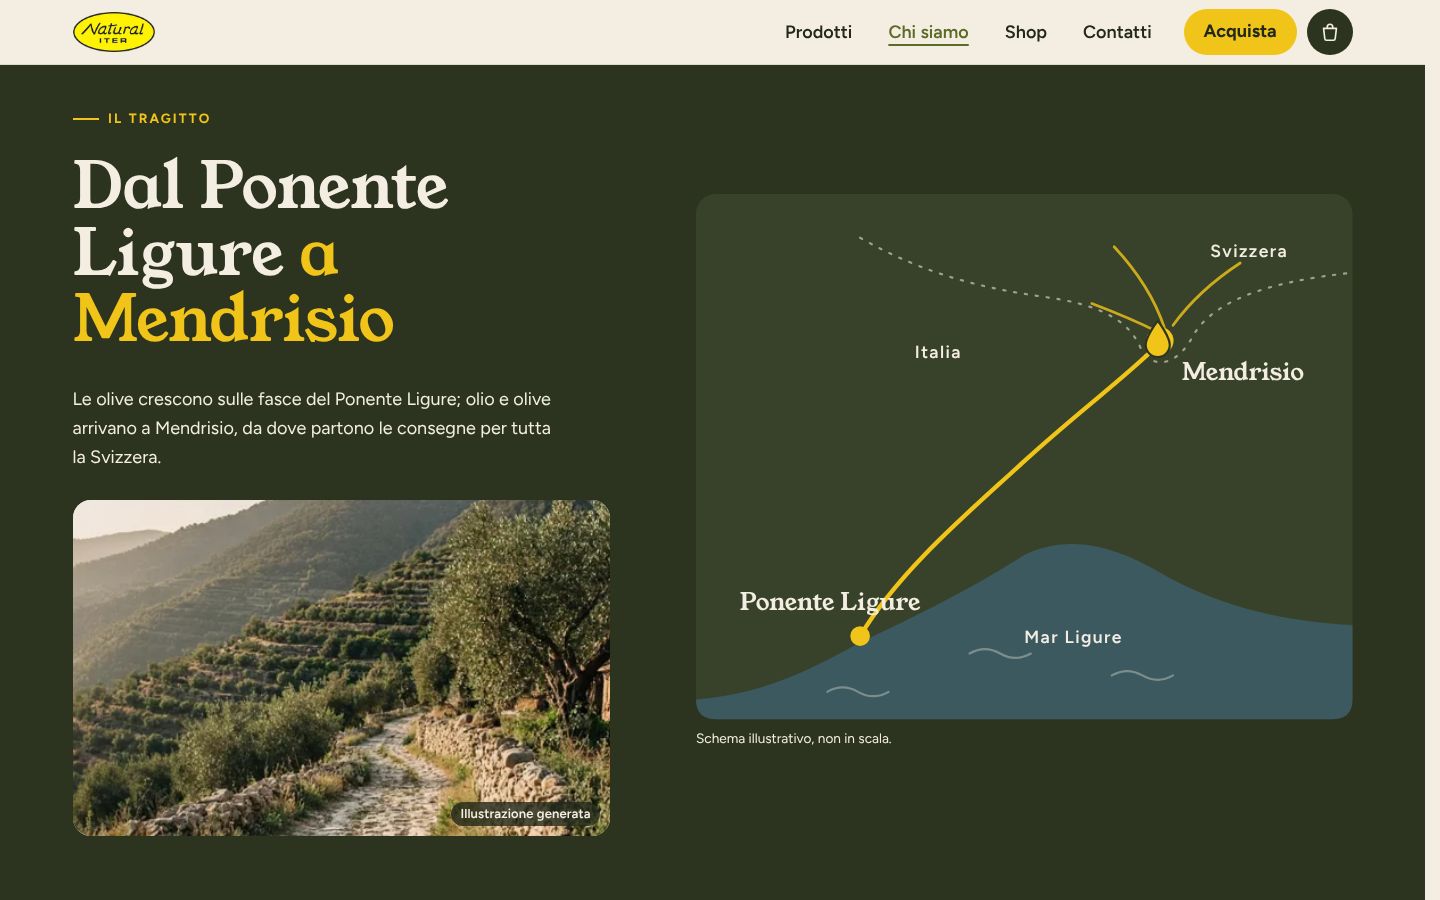 Natural
ITER
Prodotti
Chi siamo
Shop
Contatti
Acquista
IL TRAGITTO
Dal Ponente
Ligure a
Mendrisio
Le olive crescono sulle fasce del Ponente Ligure; olio e olive
arrivano a Mendrisio, da dove partono le consegne per tutta
la Svizzera.
Illustrazione generata
Svizzera
Italia
Mendrisio
Ponente Ligure
Mar Ligure
Schema illustrativo, non in scala.